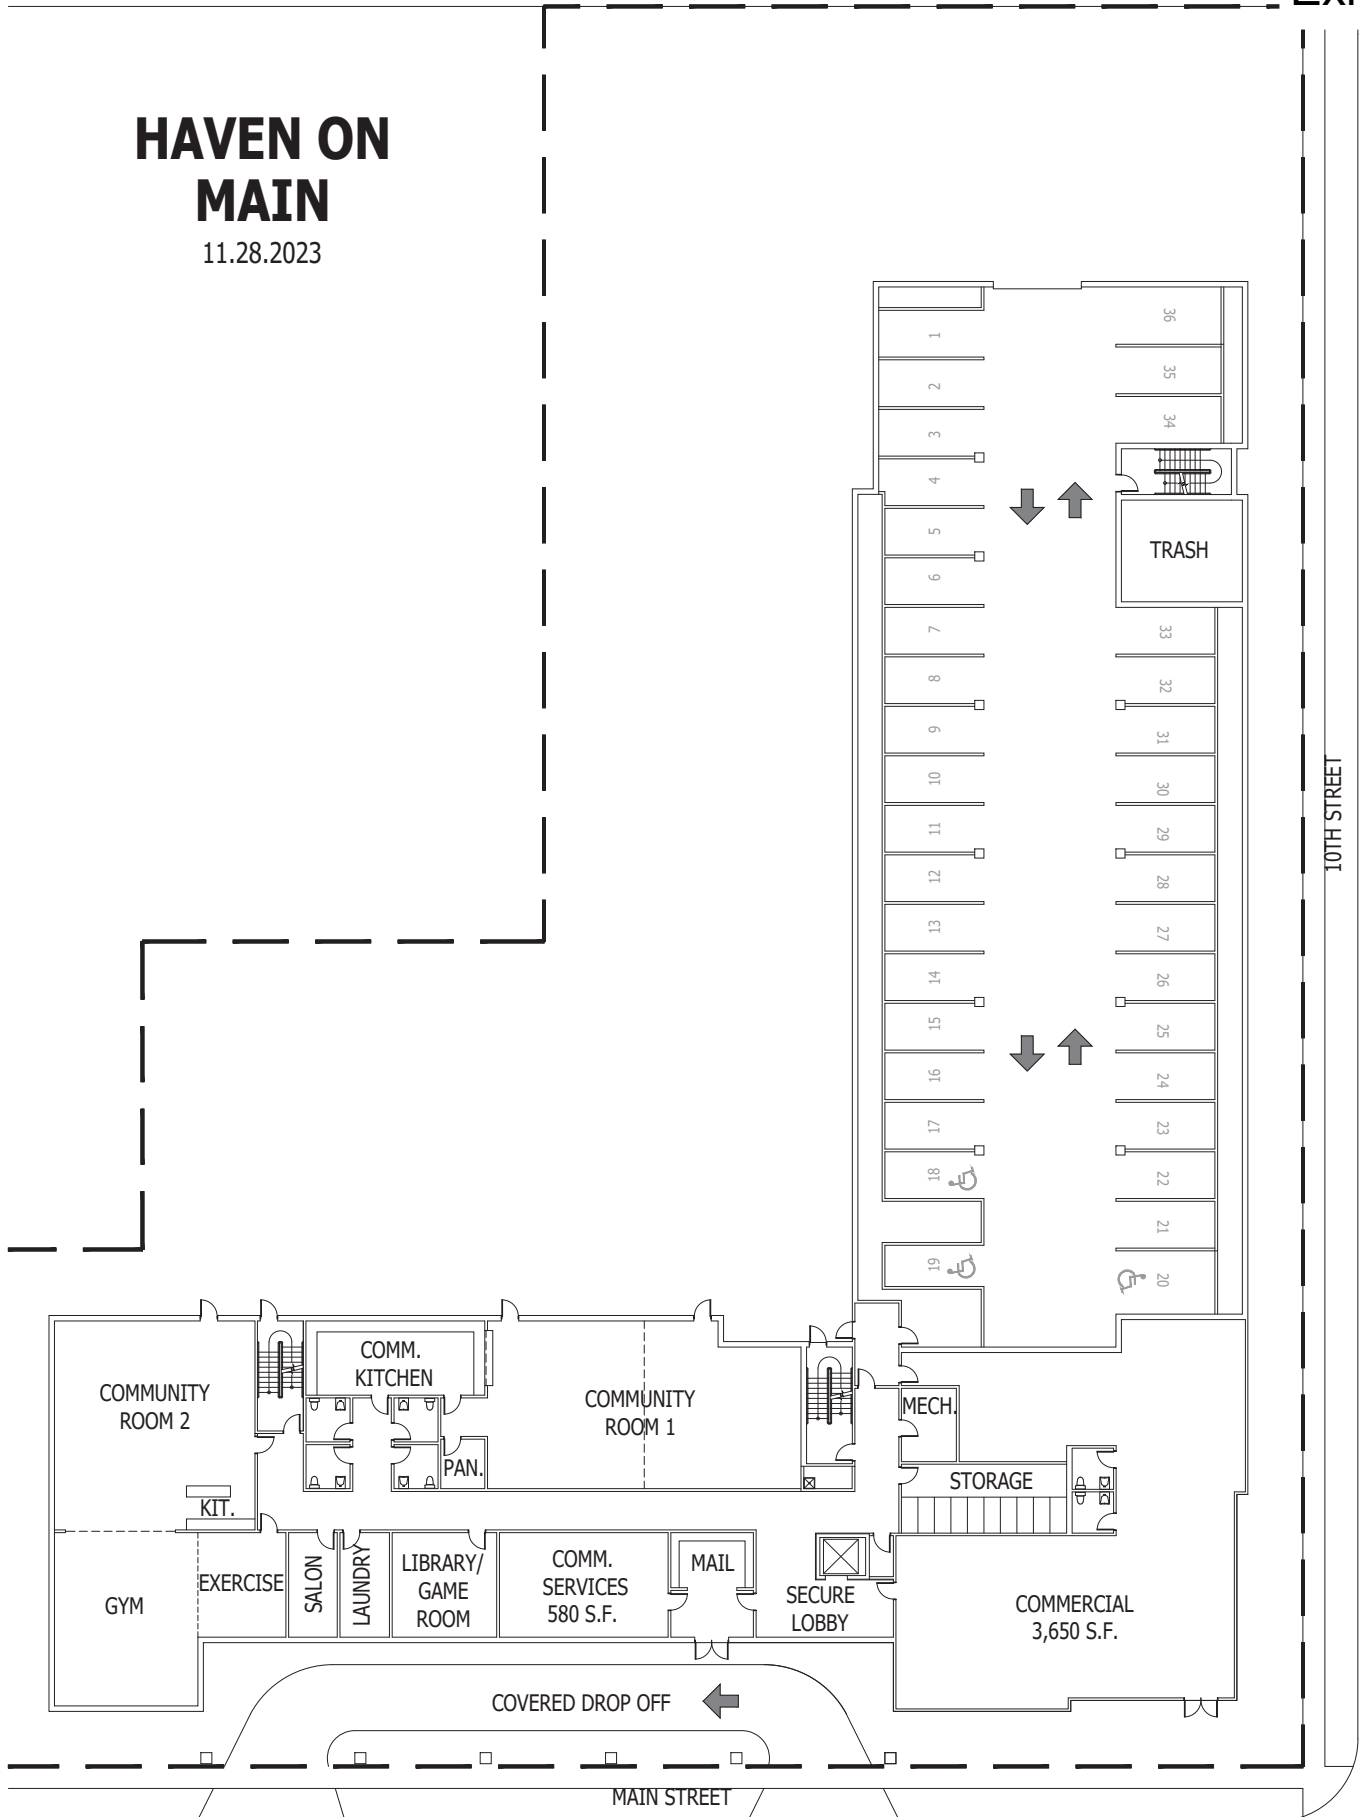 HAVEN ON
MAIN
11.28.2023
1
2
3
4
5
6
7
8
9
10
11
12
13
14
15
16
17
18
19
36
35
34
TRASH
33
32
31
30
29
28
27
26
25
24
23
22
21
20
10TH STREET
COMMUNITY
ROOM 2
COMM.
KITCHEN
COMMUNITY
ROOM 1
MECH.
PAN.
STORAGE
KIT.
GYM
EXERCISE
SALON
LAUNDRY
LIBRARY/
GAME
ROOM
COMM.
SERVICES
580 S.F.
MAIL
SECURE
LOBBY
COMMERCIAL
3,650 S.F.
COVERED DROP OFF
MAIN STREET